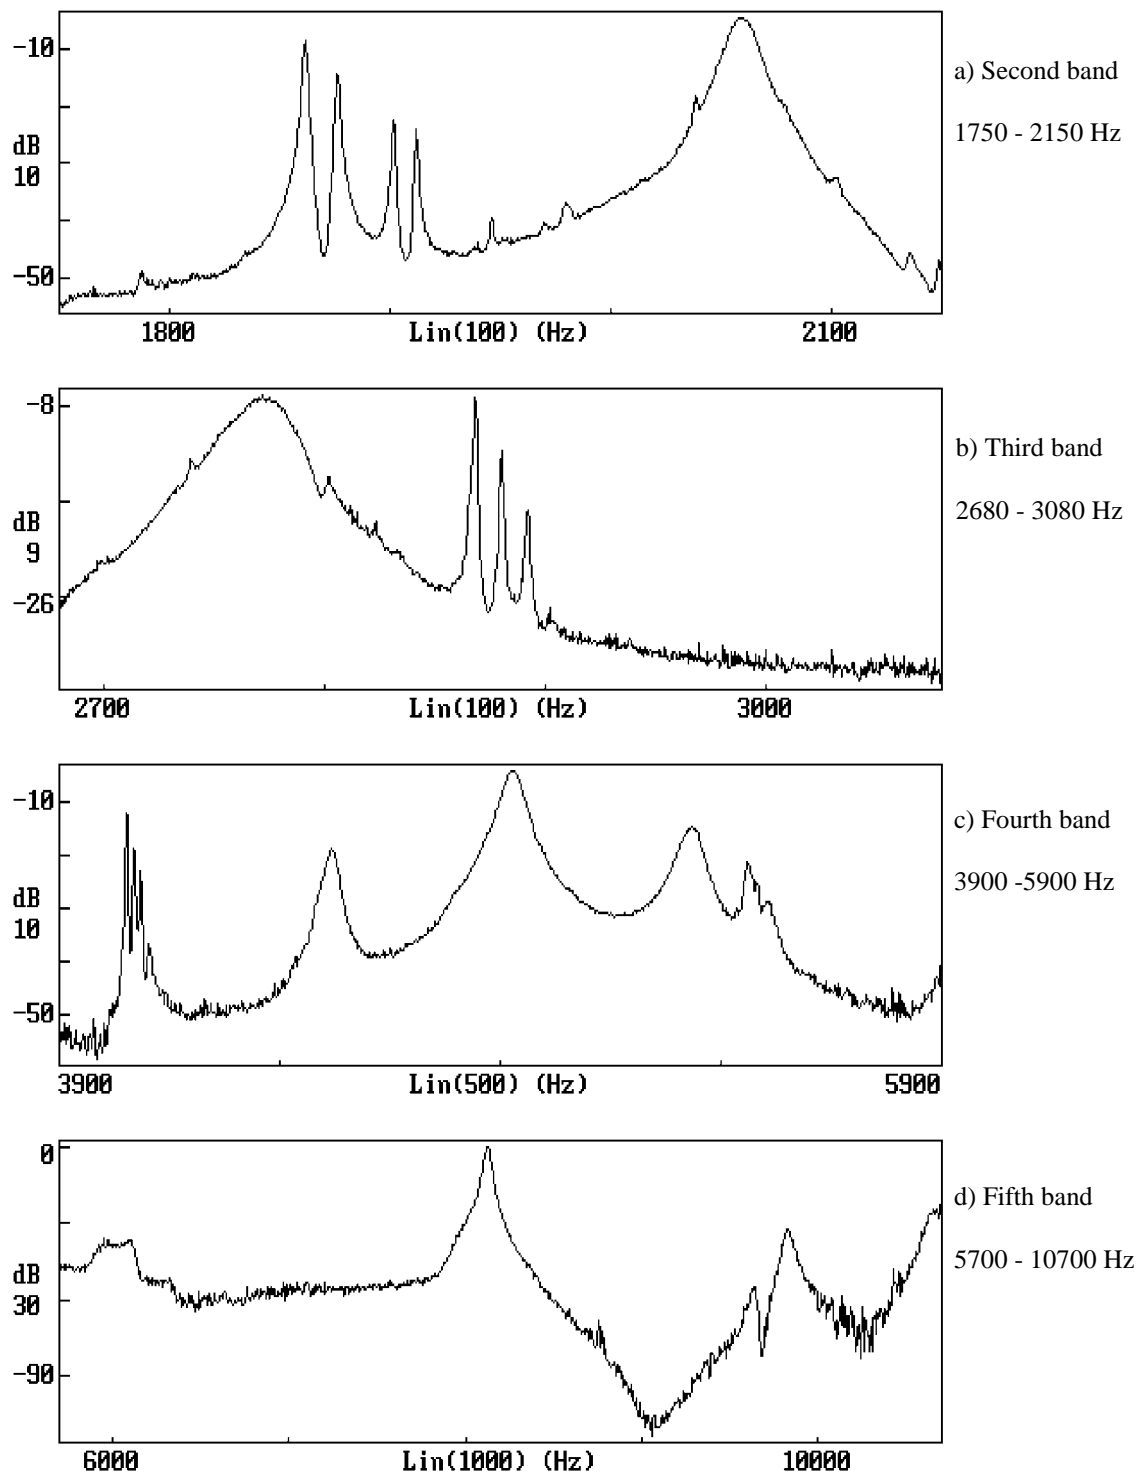 -10
dB
10
-50
1800
Lin(100) (Hz)
2100
a) Second band
1750 - 2150 Hz
-8
dB
9
-26
2700
Lin(100) (Hz)
3000
b) Third band
2680 - 3080 Hz
-10
dB
10
-50
3900
Lin(500) (Hz)
5900
c) Fourth band
3900 -5900 Hz
0
dB
30
-90
6000
Lin(1000) (Hz)
10000
d) Fifth band
5700 - 10700 Hz